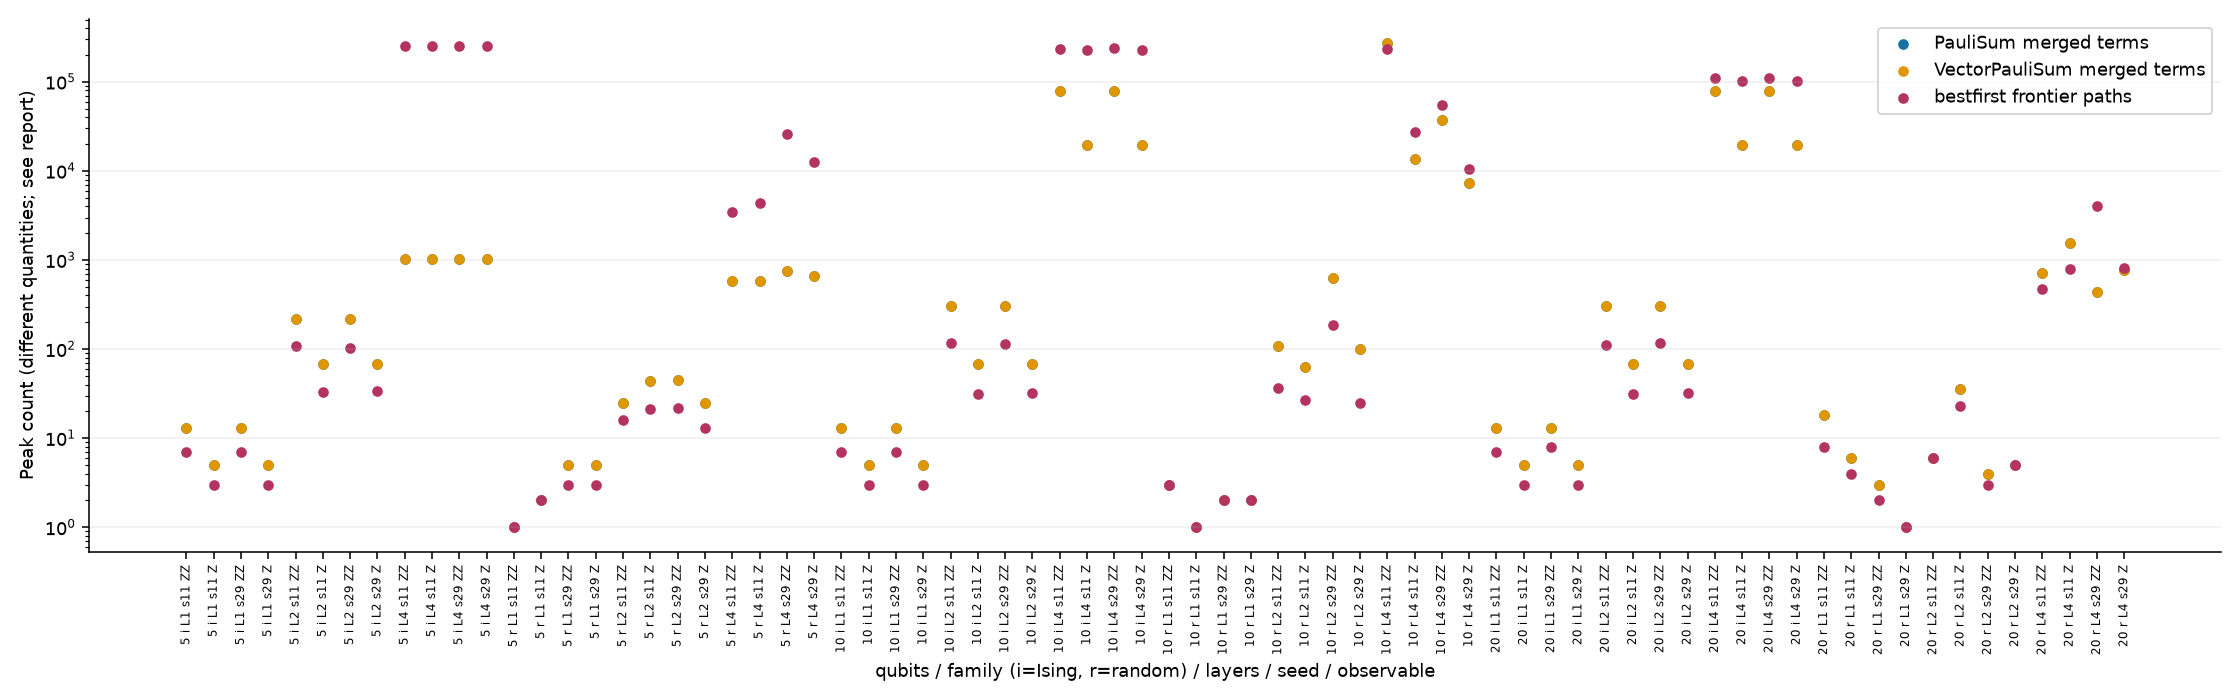 PauliSum merged terms
VectorPauliSum merged terms
bestfirst frontier paths
Peak count (different quantities; see report)
10⁵
10⁴
10³
10²
10¹
10⁰
5 i L1 s11 ZZ
5 i L1 s11 Z
5 i L1 s29 ZZ
5 i L1 s29 Z
5 i L2 s11 ZZ
5 i L2 s11 Z
5 i L2 s29 ZZ
5 i L2 s29 Z
5 i L4 s11 ZZ
5 i L4 s11 Z
5 i L4 s29 ZZ
5 i L4 s29 Z
5 r L1 s11 ZZ
5 r L1 s11 Z
5 r L1 s29 ZZ
5 r L1 s29 Z
5 r L2 s11 ZZ
5 r L2 s11 Z
5 r L2 s29 ZZ
5 r L2 s29 Z
5 r L4 s11 ZZ
5 r L4 s11 Z
5 r L4 s29 ZZ
5 r L4 s29 Z
10 i L1 s11 ZZ
10 i L1 s11 Z
10 i L1 s29 ZZ
10 i L1 s29 Z
10 i L2 s11 ZZ
10 i L2 s11 Z
10 i L2 s29 ZZ
10 i L2 s29 Z
10 i L4 s11 ZZ
10 i L4 s11 Z
10 i L4 s29 ZZ
10 i L4 s29 Z
10 r L1 s11 ZZ
10 r L1 s11 Z
10 r L1 s29 ZZ
10 r L1 s29 Z
10 r L2 s11 ZZ
10 r L2 s11 Z
10 r L2 s29 ZZ
10 r L2 s29 Z
10 r L4 s11 ZZ
10 r L4 s11 Z
10 r L4 s29 ZZ
10 r L4 s29 Z
20 i L1 s11 ZZ
20 i L1 s11 Z
20 i L1 s29 ZZ
20 i L1 s29 Z
20 i L2 s11 ZZ
20 i L2 s11 Z
20 i L2 s29 ZZ
20 i L2 s29 Z
20 i L4 s11 ZZ
20 i L4 s11 Z
20 i L4 s29 ZZ
20 i L4 s29 Z
20 r L1 s11 ZZ
20 r L1 s11 Z
20 r L1 s29 ZZ
20 r L1 s29 Z
20 r L2 s11 ZZ
20 r L2 s11 Z
20 r L2 s29 ZZ
20 r L2 s29 Z
20 r L4 s11 ZZ
20 r L4 s11 Z
20 r L4 s29 ZZ
20 r L4 s29 Z
qubits / family (i=Ising, r=random) / layers / seed / observable